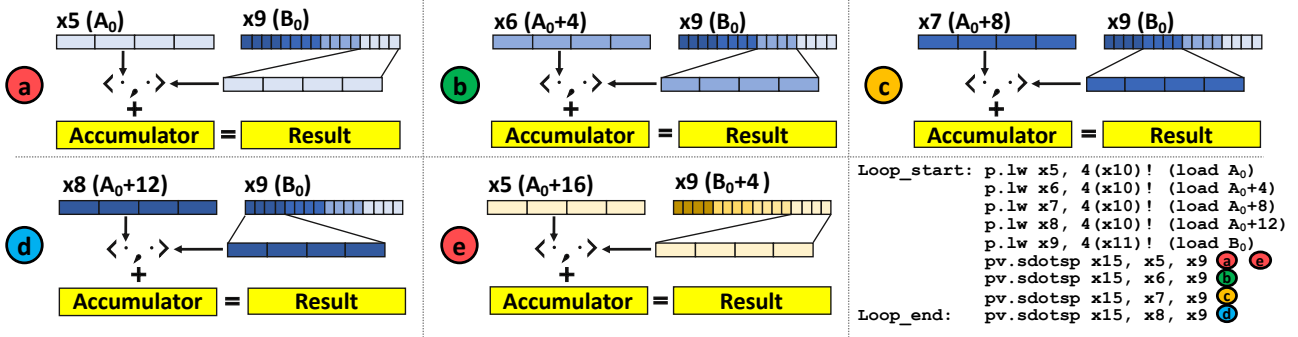 x5 (A₀)
x9 (B₀)
a
< · , · >
+
Accumulator = Result
x6 (A₀+4)
x9 (B₀)
b
< · , · >
+
Accumulator = Result
x7 (A₀+8)
x9 (B₀)
c
< · , · >
+
Accumulator = Result
x8 (A₀+12)
x9 (B₀)
d
< · , · >
+
Accumulator = Result
x5 (A₀+16)
x9 (B₀+4)
e
< · , · >
+
Accumulator = Result
Loop_start: p.lw x5, 4(x10)! (load A₀)
p.lw x6, 4(x10)! (load A₀+4)
p.lw x7, 4(x10)! (load A₀+8)
p.lw x8, 4(x10)! (load A₀+12)
p.lw x9, 4(x11)! (load B₀)
pv.sdotsp x15, x5, x9 a e
pv.sdotsp x15, x6, x9 b
pv.sdotsp x15, x7, x9 c
Loop_end: pv.sdotsp x15, x8, x9 d